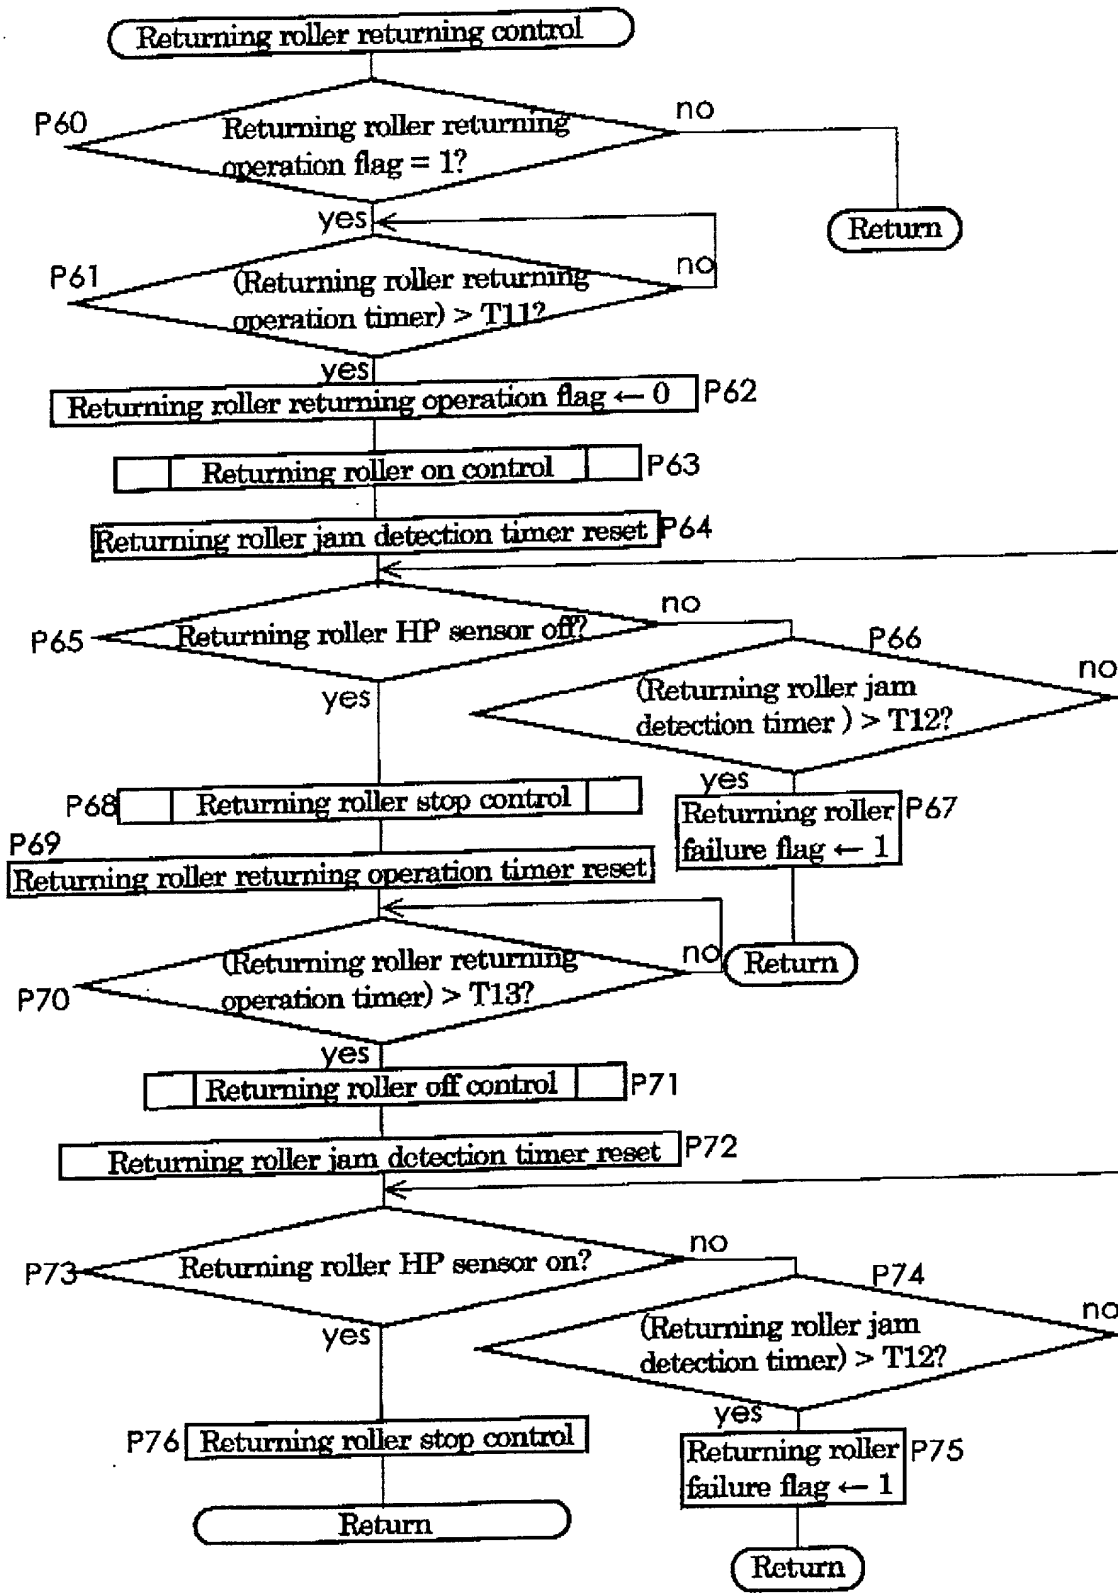 Returning roller returning control
P60
Returning roller returning
operation flag = 1?
no
Return
yes
P61
(Returning roller returning
operation timer) > T11?
no
yes
Returning roller returning operation flag ← 0
P62
Returning roller on control
P63
Returning roller jam detection timer reset
P64
P65
Returning roller HP sensor off?
no
yes
P66
(Returning roller jam
detection timer ) > T12?
no
yes
P68
Returning roller stop control
Returning roller
failure flag ← 1
P67
P69
Returning roller returning operation timer reset
Return
P70
(Returning roller returning
operation timer) > T13?
no
yes
Returning roller off control
P71
Returning roller jam detection timer reset
P72
P73
Returning roller HP sensor on?
no
yes
P74
(Returning roller jam
detection timer) > T12?
no
yes
P76
Returning roller stop control
Returning roller
failure flag ← 1
P75
Return
Return